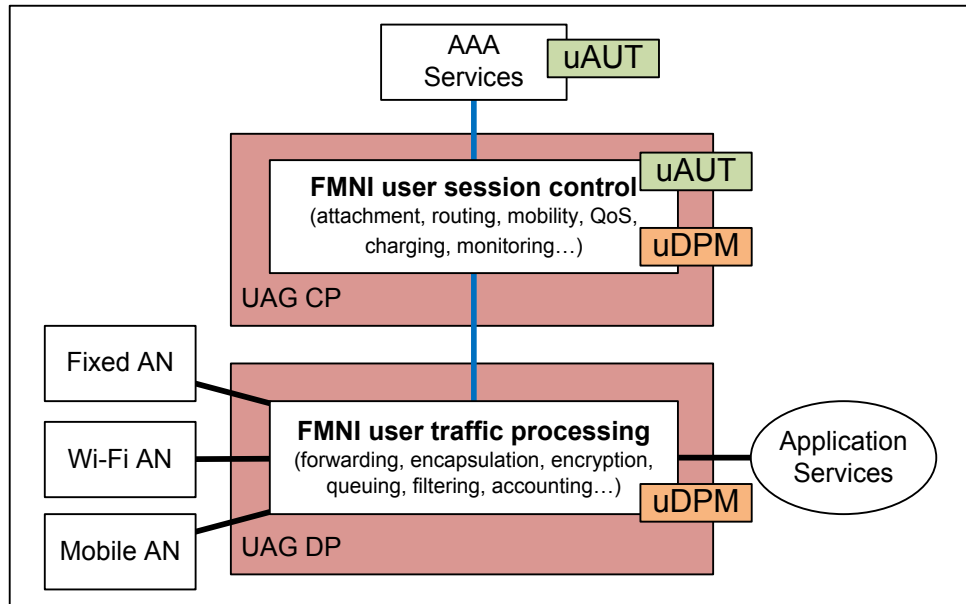 AAA
Services
uAUT
FMNI user session control
(attachment, routing, mobility, QoS,
charging, monitoring…)
uAUT
uDPM
UAG CP
Fixed AN
Wi-Fi AN
Mobile AN
FMNI user traffic processing
(forwarding, encapsulation, encryption,
queuing, filtering, accounting…)
uDPM
UAG DP
Application
Services